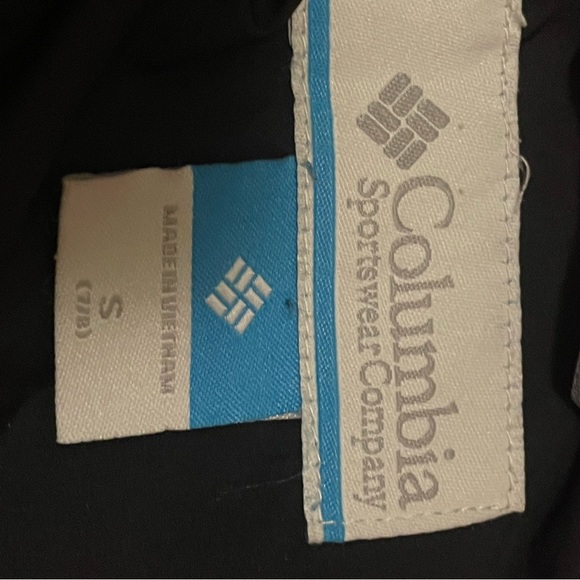 Columbia
Sportswear Company
MADE IN VIETNAM
S
(7/8)